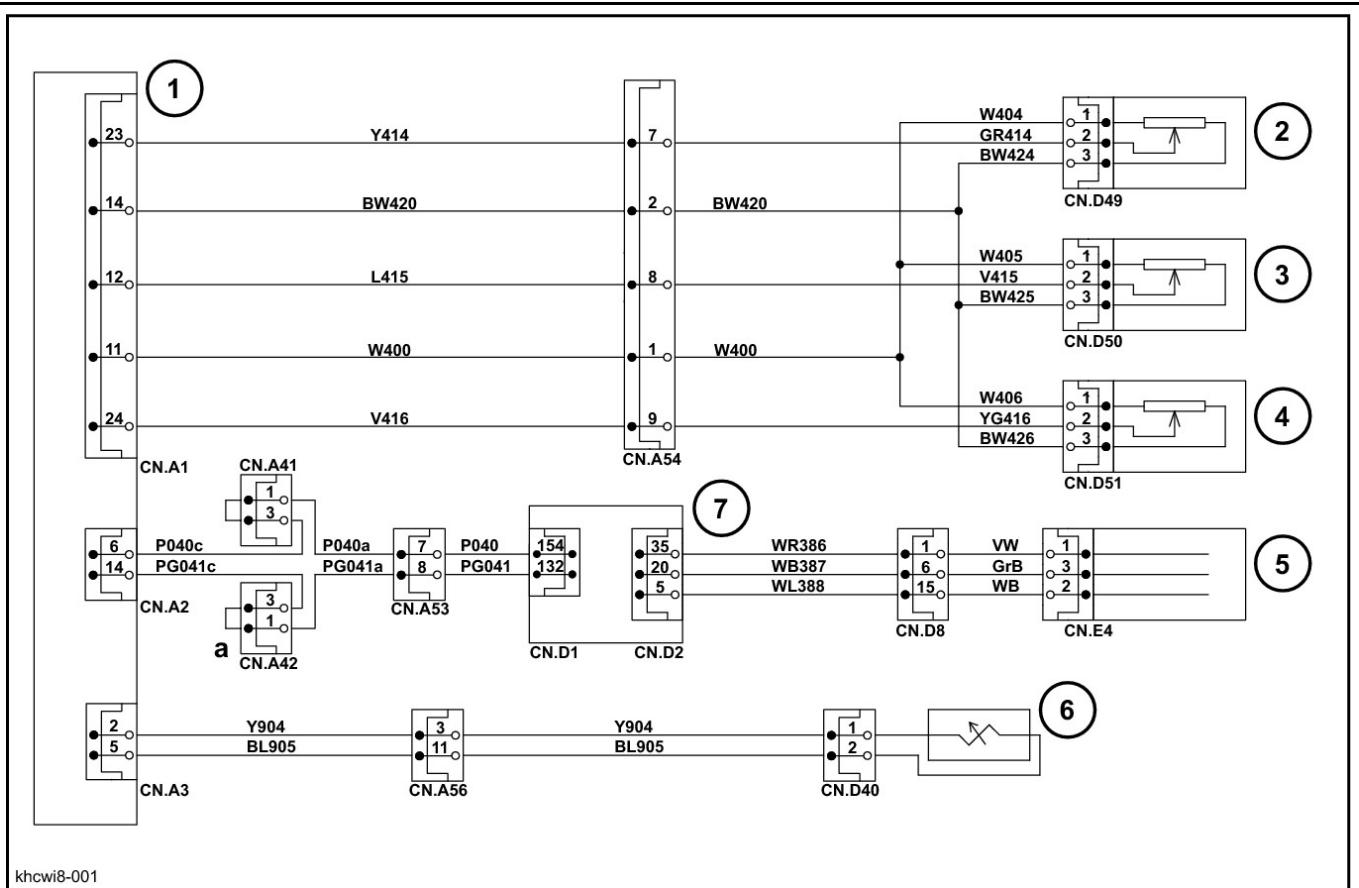 1
23 Y414 7
14 BW420 2 BW420
12 L415 8
11 W400 1 W400
24 V416 9
CN.A1
CN.A54
W404 1
GR414 2
BW424 3
CN.D49
2
W405 1
V415 2
BW425 3
CN.D50
3
W406 1
YG416 2
BW426 3
CN.D51
4
CN.A41
1
3
6 P040c P040a 7 P040 154
14 PG041c PG041a 8 PG041 132
CN.A2
3
1
a
CN.A42
CN.A53
7
35 WR386 1 VW 1
20 WB387 6 GrB 3
5 WL388 15 WB 2
CN.D1
CN.D2
CN.D8
CN.E4
5
2 Y904 3 Y904 1
5 BL905 11 BL905 2
CN.A3
CN.A56
CN.D40
6
khcwi8-001